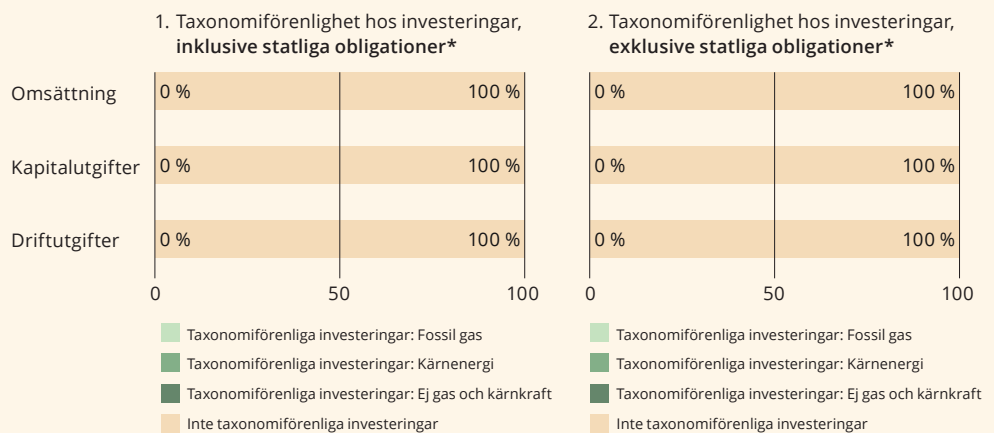 1. Taxonomiförenlighet hos investeringar,
inklusive statliga obligationer*
Omsättning
0 %
100 %
Kapitalutgifter
0 %
100 %
Driftutgifter
0 %
100 %
0
50
100
Taxonomiförenliga investeringar: Fossil gas
Taxonomiförenliga investeringar: Kärnenergi
Taxonomiförenliga investeringar: Ej gas och kärnkraft
Inte taxonomiförenliga investeringar
2. Taxonomiförenlighet hos investeringar,
exklusive statliga obligationer*
0 %
100 %
0 %
100 %
0 %
100 %
0
50
100
Taxonomiförenliga investeringar: Fossil gas
Taxonomiförenliga investeringar: Kärnenergi
Taxonomiförenliga investeringar: Ej gas och kärnkraft
Inte taxonomiförenliga investeringar